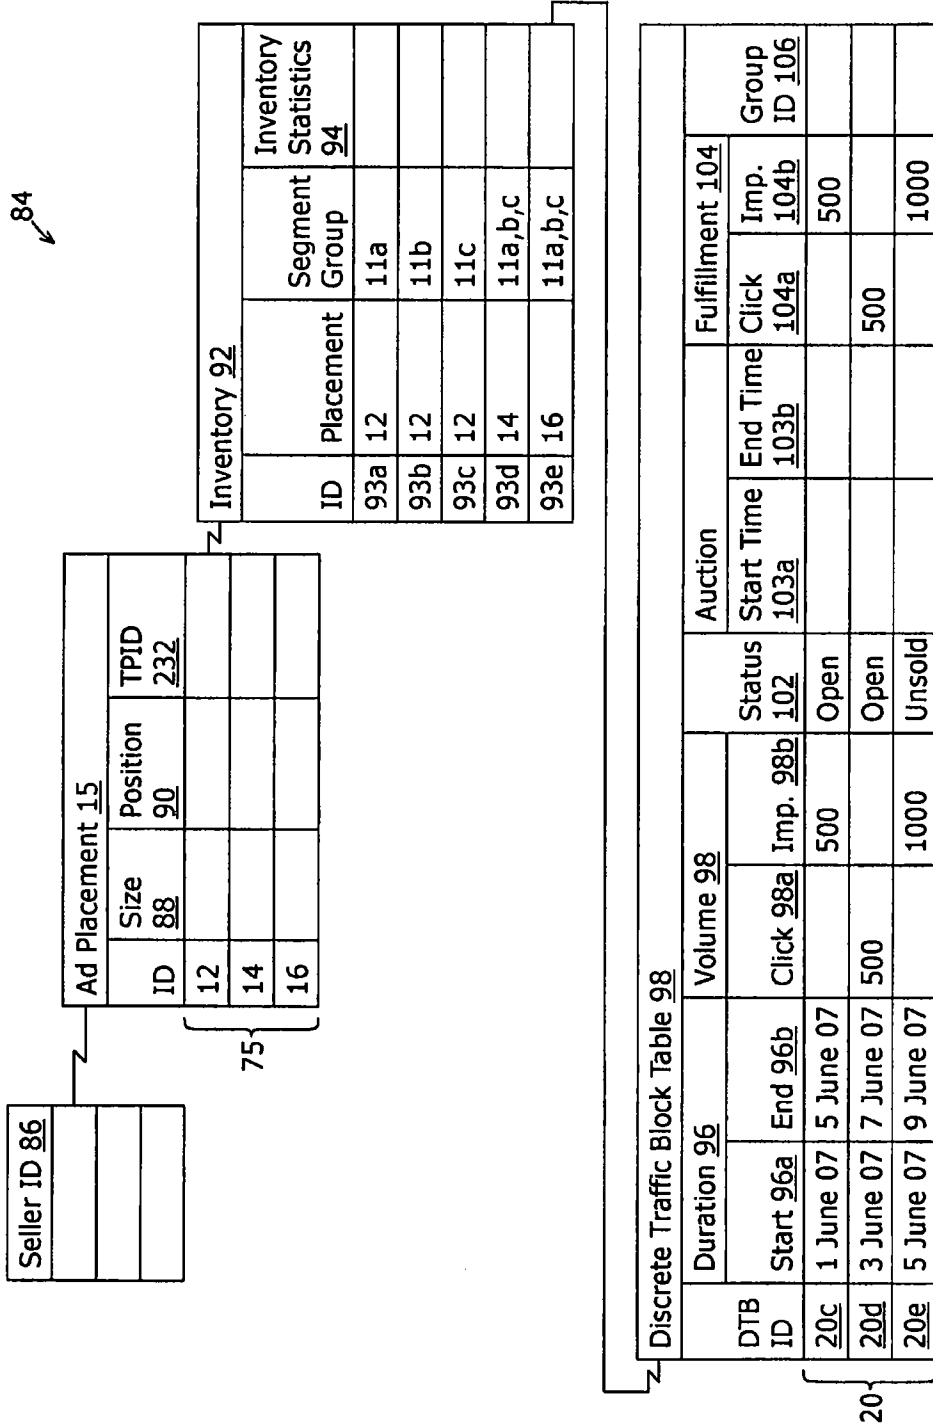 84
Seller ID 86
Ad Placement 15
ID Size 88 Position 90 TPID 232
12
14
16
75
Inventory 92
ID Placement Segment Group Inventory Statistics 94
93a 12 11a
93b 12 11b
93c 12 11c
93d 14 11a,b,c
93e 16 11a,b,c
Discrete Traffic Block Table 98
Duration 96 Volume 98 Auction Fulfillment 104
DTB ID Start 96a End 96b Click 98a Imp. 98b Status 102 Start Time 103a End Time 103b Click 104a Imp. 104b Group ID 106
20c 1 June 07 5 June 07 500 Open 500
20d 3 June 07 7 June 07 500 Open 500
20e 5 June 07 9 June 07 1000 Unsold 1000
20